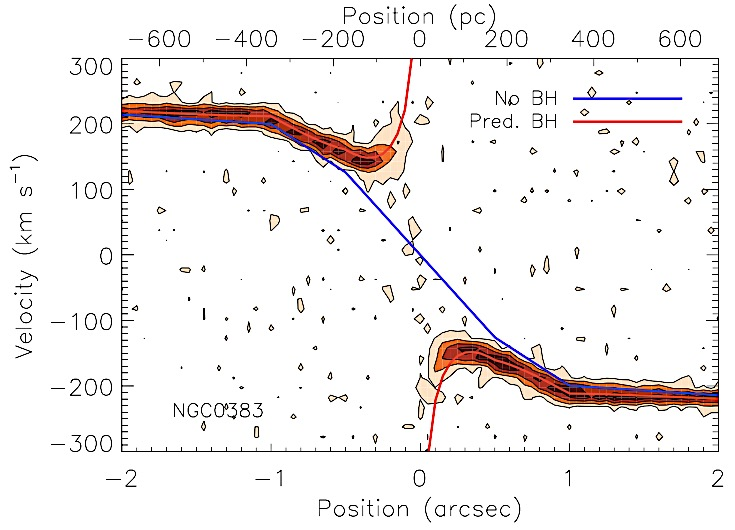 Position (pc)
−600 −400 −200 0 200 400 600
300
200
100
0
−100
−200
−300
Velocity (km s⁻¹)
No BH
Pred. BH
NGC0383
−2 −1 0 1 2
Position (arcsec)